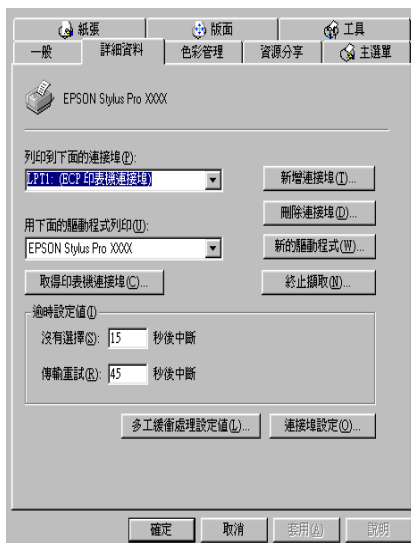 紙張 版面 工具
一般 詳細資料 色彩管理 資源分享 主選單
EPSON Stylus Pro XXXX
列印到下面的連接埠(P):
LPT1: (ECP 印表機連接埠)
新增連接埠(T)...
刪除連接埠(D)...
用下面的驅動程式列印(U):
EPSON Stylus Pro XXXX
新的驅動程式(W)...
取得印表機連接埠(C)...
終止擷取(N)...
逾時設定值(I)
沒有選擇(S): 15 秒後中斷
傳輸重試(R): 45 秒後中斷
多工緩衝處理設定值(L)...
連接埠設定(O)...
確定 取消 套用(A) 說明